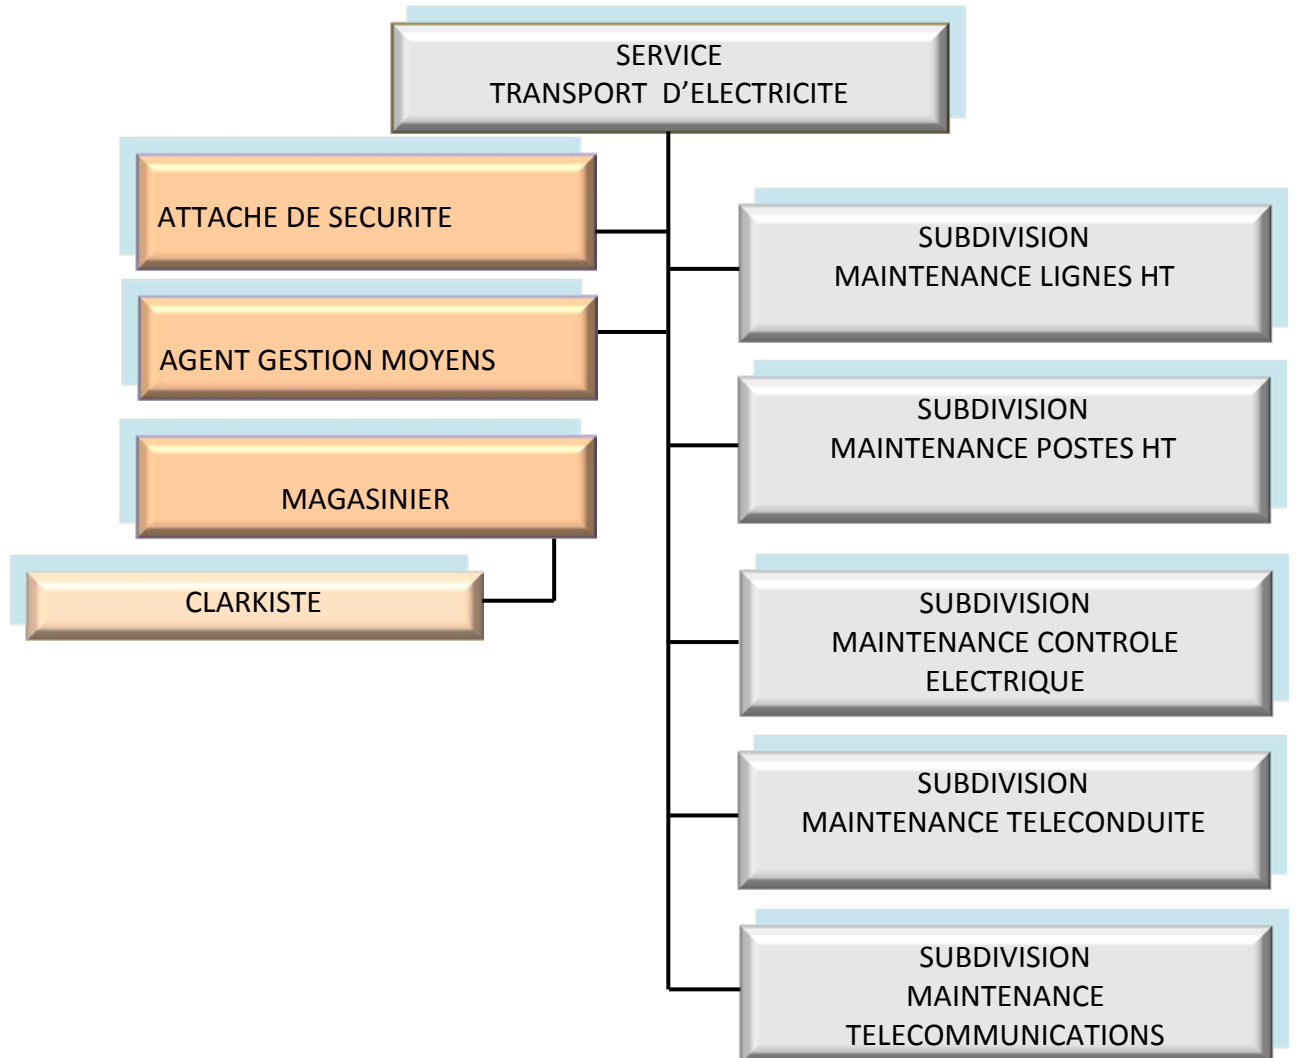 SERVICE
TRANSPORT D’ELECTRICITE
ATTACHE DE SECURITE
AGENT GESTION MOYENS
MAGASINIER
CLARKISTE
SUBDIVISION
MAINTENANCE LIGNES HT
SUBDIVISION
MAINTENANCE POSTES HT
SUBDIVISION
MAINTENANCE CONTROLE
ELECTRIQUE
SUBDIVISION
MAINTENANCE TELECONDUITE
SUBDIVISION
MAINTENANCE
TELECOMMUNICATIONS